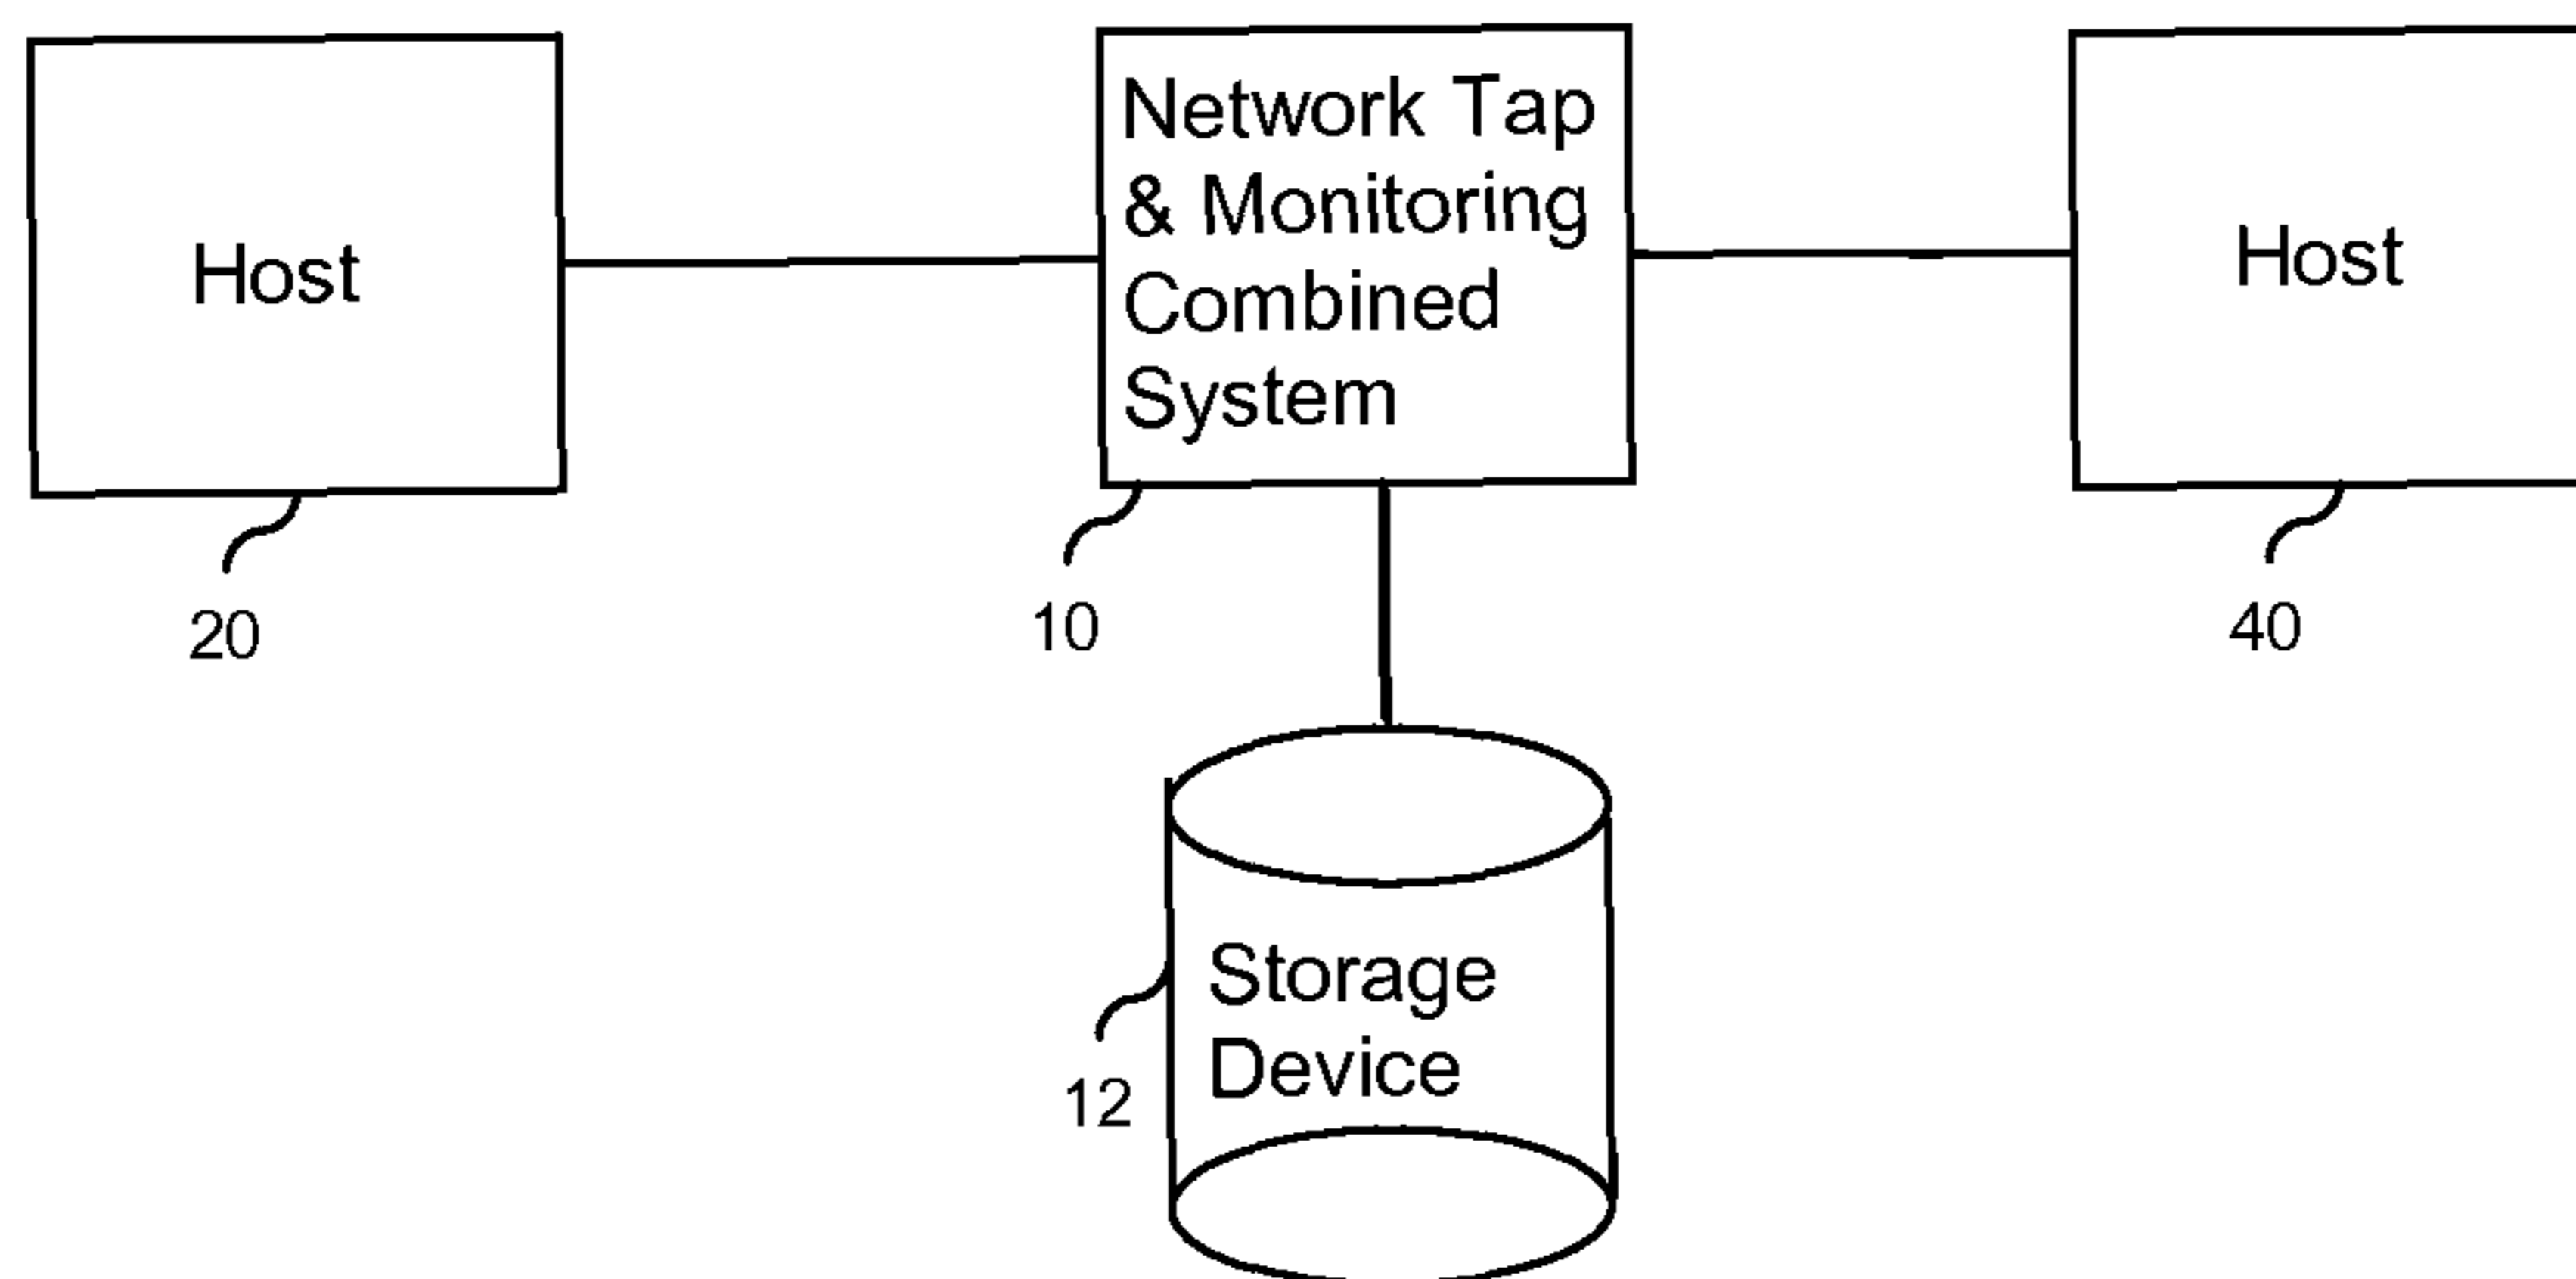 Host
Network Tap
& Monitoring
Combined
System
Host
20
10
40
Storage
Device
12